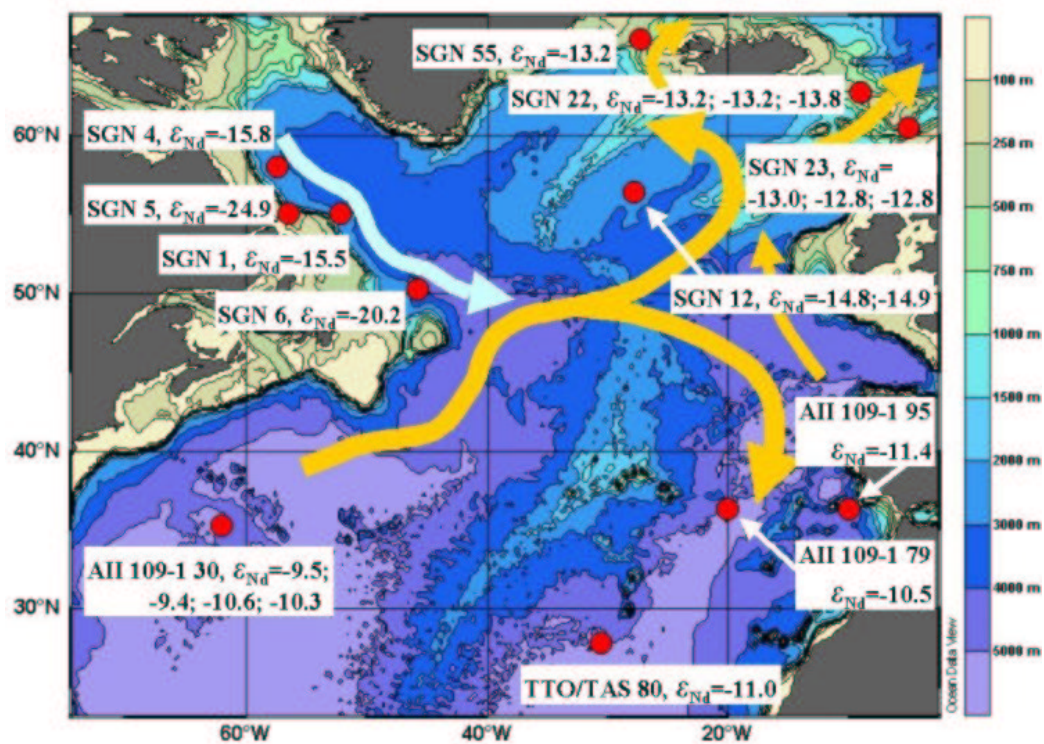 SGN 55, εNd=-13.2
SGN 22, εNd=-13.2; -13.2; -13.8
SGN 4, εNd=-15.8
SGN 23, εNd=
-13.0; -12.8; -12.8
SGN 5, εNd=-24.9
SGN 1, εNd=-15.5
SGN 12, εNd=-14.8;-14.9
SGN 6, εNd=-20.2
AII 109-1 95
εNd=-11.4
AII 109-1 79
εNd=-10.5
AII 109-1 30, εNd=-9.5;
-9.4; -10.6; -10.3
TTO/TAS 80, εNd=-11.0
60°N
50°N
40°N
30°N
60°W
40°W
20°W
Ocean Data View
100 m
250 m
500 m
750 m
1000 m
1500 m
2000 m
3000 m
4000 m
5000 m